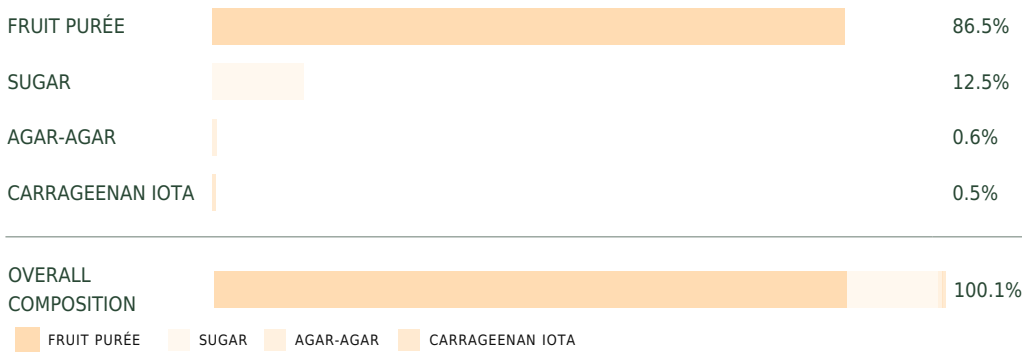 FRUIT PURÉE 86.5%
SUGAR 12.5%
AGAR-AGAR 0.6%
CARRAGEENAN IOTA 0.5%
OVERALL
COMPOSITION 100.1%
FRUIT PURÉE SUGAR AGAR-AGAR CARRAGEENAN IOTA